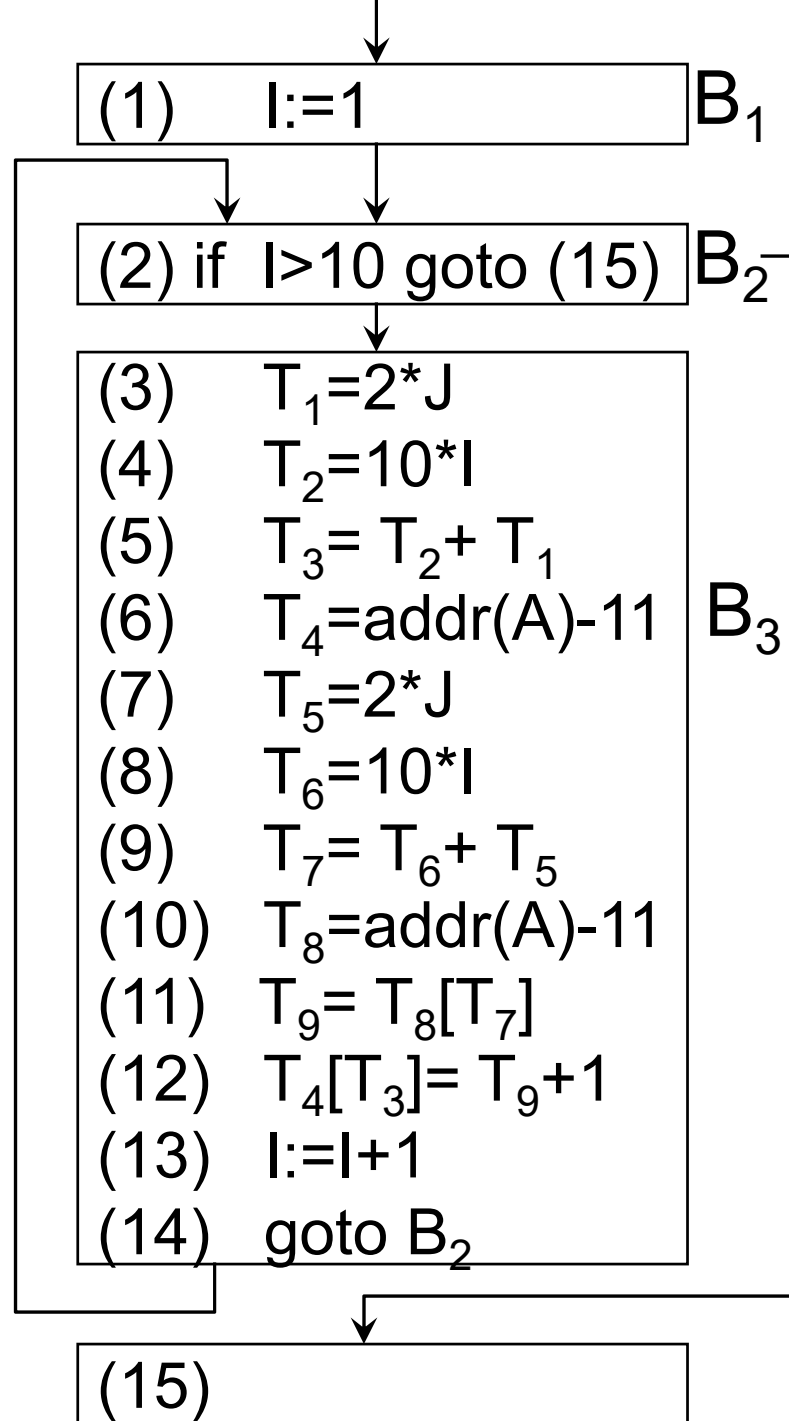 (1) I:=1 B₁
(2) if I>10 goto (15) B₂
(3) T₁=2*J
(4) T₂=10*I
(5) T₃= T₂+ T₁
(6) T₄=addr(A)-11 B₃
(7) T₅=2*J
(8) T₆=10*I
(9) T₇= T₆+ T₅
(10) T₈=addr(A)-11
(11) T₉= T₈[T₇]
(12) T₄[T₃]= T₉+1
(13) I:=I+1
(14) goto B₂
(15)